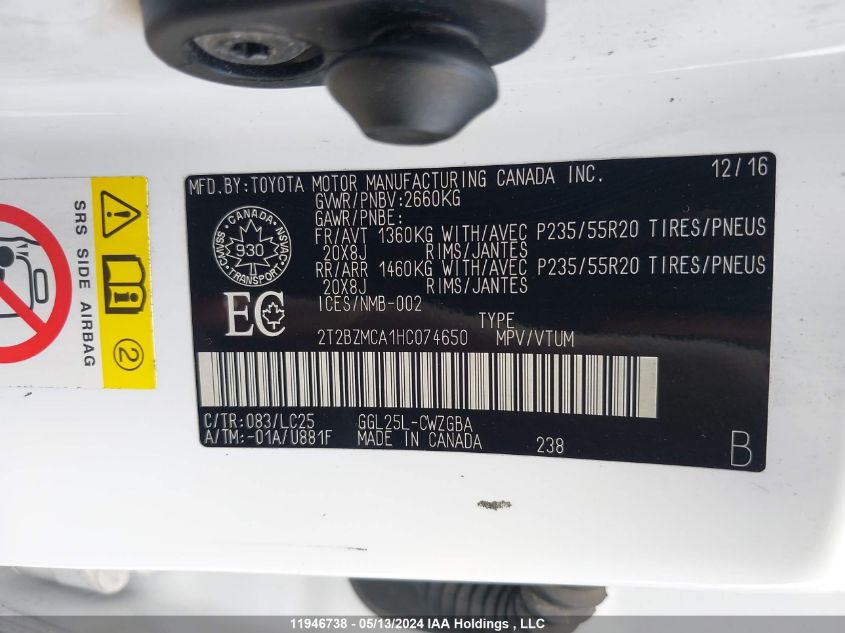 MFD.BY:TOYOTA MOTOR MANUFACTURING CANADA INC. 12/16
GVWR/PNBV:2660KG
GAWR/PNBE:
FR/AVT 1360KG WITH/AVEC P235/55R20 TIRES/PNEUS
20X8J RIMS/JANTES
RR/ARR 1460KG WITH/AVEC P235/55R20 TIRES/PNEUS
20X8J RIMS/JANTES
ICES/NMB-002
CANADA
NSVAC
930
TRANSPORT
NVSMAC
EC
TYPE
2T2BZMCA1HC074650 MPV/VTUM
C/TR:083/LC25 GGL25L-CWZGBA
A/TM:-01A/U881F MADE IN CANADA 238 B
SRS SIDE AIRBAG
2
11946738 - 05/13/2024 IAA Holdings , LLC